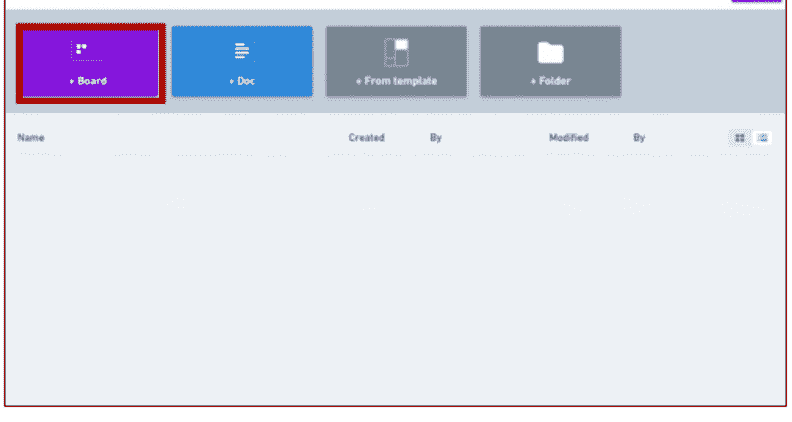 + Board
+ Doc
+ From template
+ Folder
Name Created By Modified By